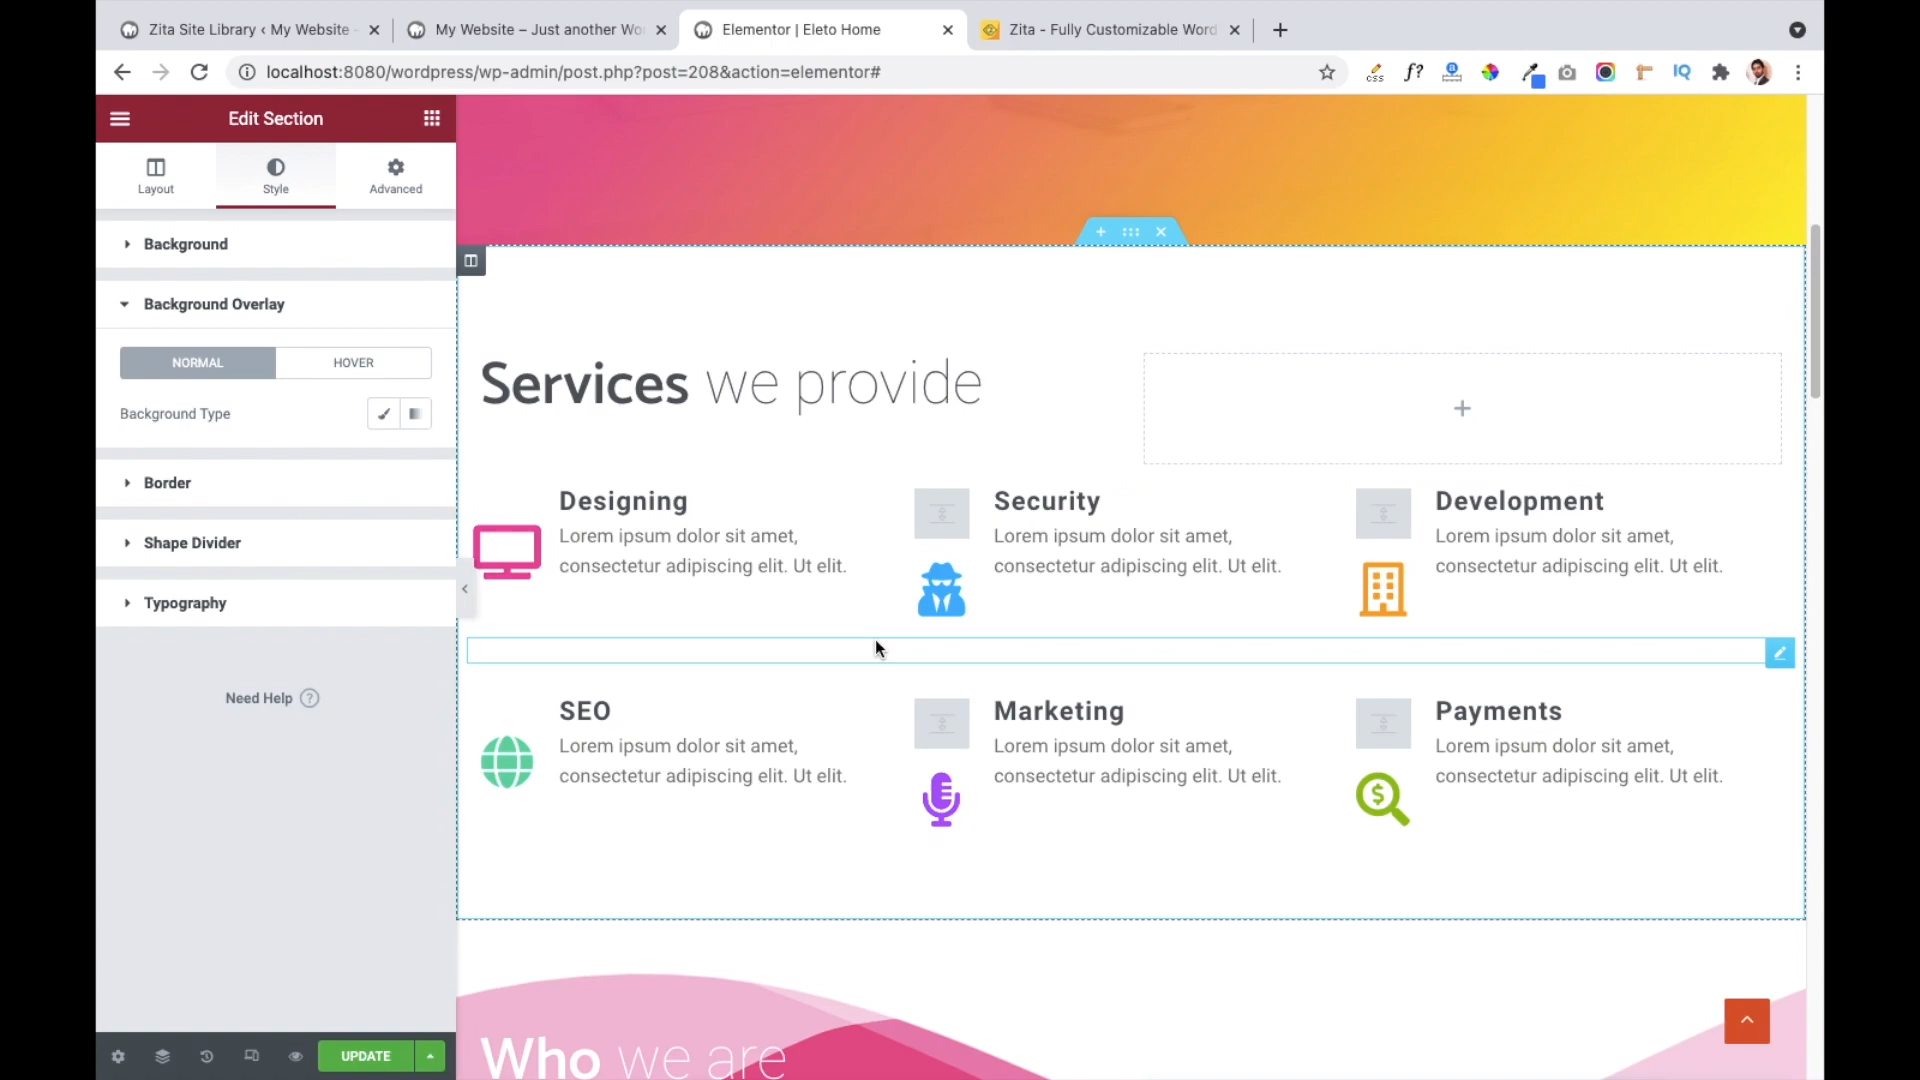 Zita Site Library ‹ My Website -
My Website – Just another Wo
Elementor | Eleto Home
Zita - Fully Customizable Word
localhost:8080/wordpress/wp-admin/post.php?post=208&action=elementor#
css
f?
IQ
Edit Section
Layout
Style
Advanced
Background
Background Overlay
NORMAL
HOVER
Background Type
Border
Shape Divider
Typography
Need Help ?
UPDATE
Services we provide
Designing
Lorem ipsum dolor sit amet,
consectetur adipiscing elit. Ut elit.
Security
Lorem ipsum dolor sit amet,
consectetur adipiscing elit. Ut elit.
Development
Lorem ipsum dolor sit amet,
consectetur adipiscing elit. Ut elit.
SEO
Lorem ipsum dolor sit amet,
consectetur adipiscing elit. Ut elit.
Marketing
Lorem ipsum dolor sit amet,
consectetur adipiscing elit. Ut elit.
Payments
Lorem ipsum dolor sit amet,
consectetur adipiscing elit. Ut elit.
Who we are